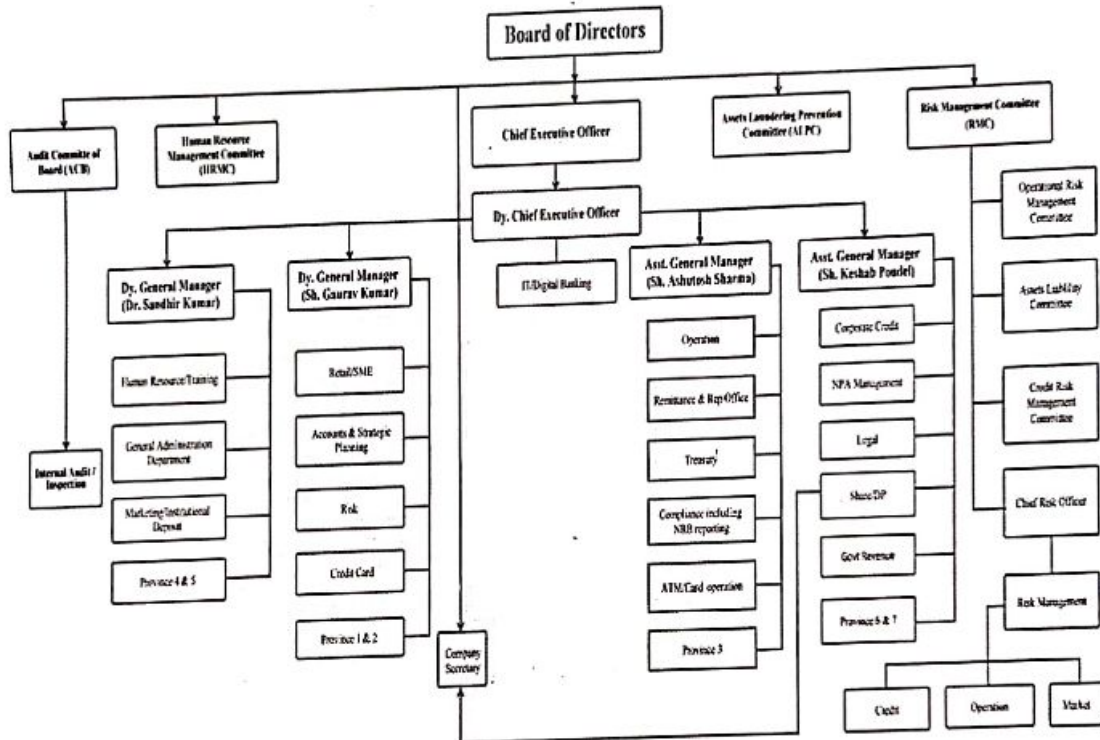 Board of Directors
Audit Committe of
Board (ACB)
Human Resource
Management Committee
(HRMC)
Chief Executive Officer
Assets Laundering Prevention
Committee (ALPC)
Risk Management Committee
(RMC)
Dy. Chief Executive Officer
IT/Digital Banking
Dy. General Manager
(Dr. Sandhir Kumar)
Human Resource/Training
General Administration
Department
Marketing/Institutional
Deposit
Province 4 & 5
Internal Audit /
Inspection
Dy. General Manager
(Sh. Gaurav Kumar)
Retail/SME
Accounts & Strategic
Planning
Risk
Credit Card
Province 1 & 2
Company
Secretary
Asst. General Manager
(Sh. Ashutosh Sharma)
Operation
Remittance & Rep Office
Treasury
Compliance including
NRB reporting
ATM/Card operation
Province 3
Asst. General Manager
(Sh. Keshab Poudel)
Corporate Credit
NPA Management
Legal
Share/DP
Govt Revenue
Province 6 & 7
Operational Risk
Management
Committee
Assets Liability
Committee
Credit Risk
Management
Committee
Chief Risk Officer
Risk Management
Credit
Operation
Market